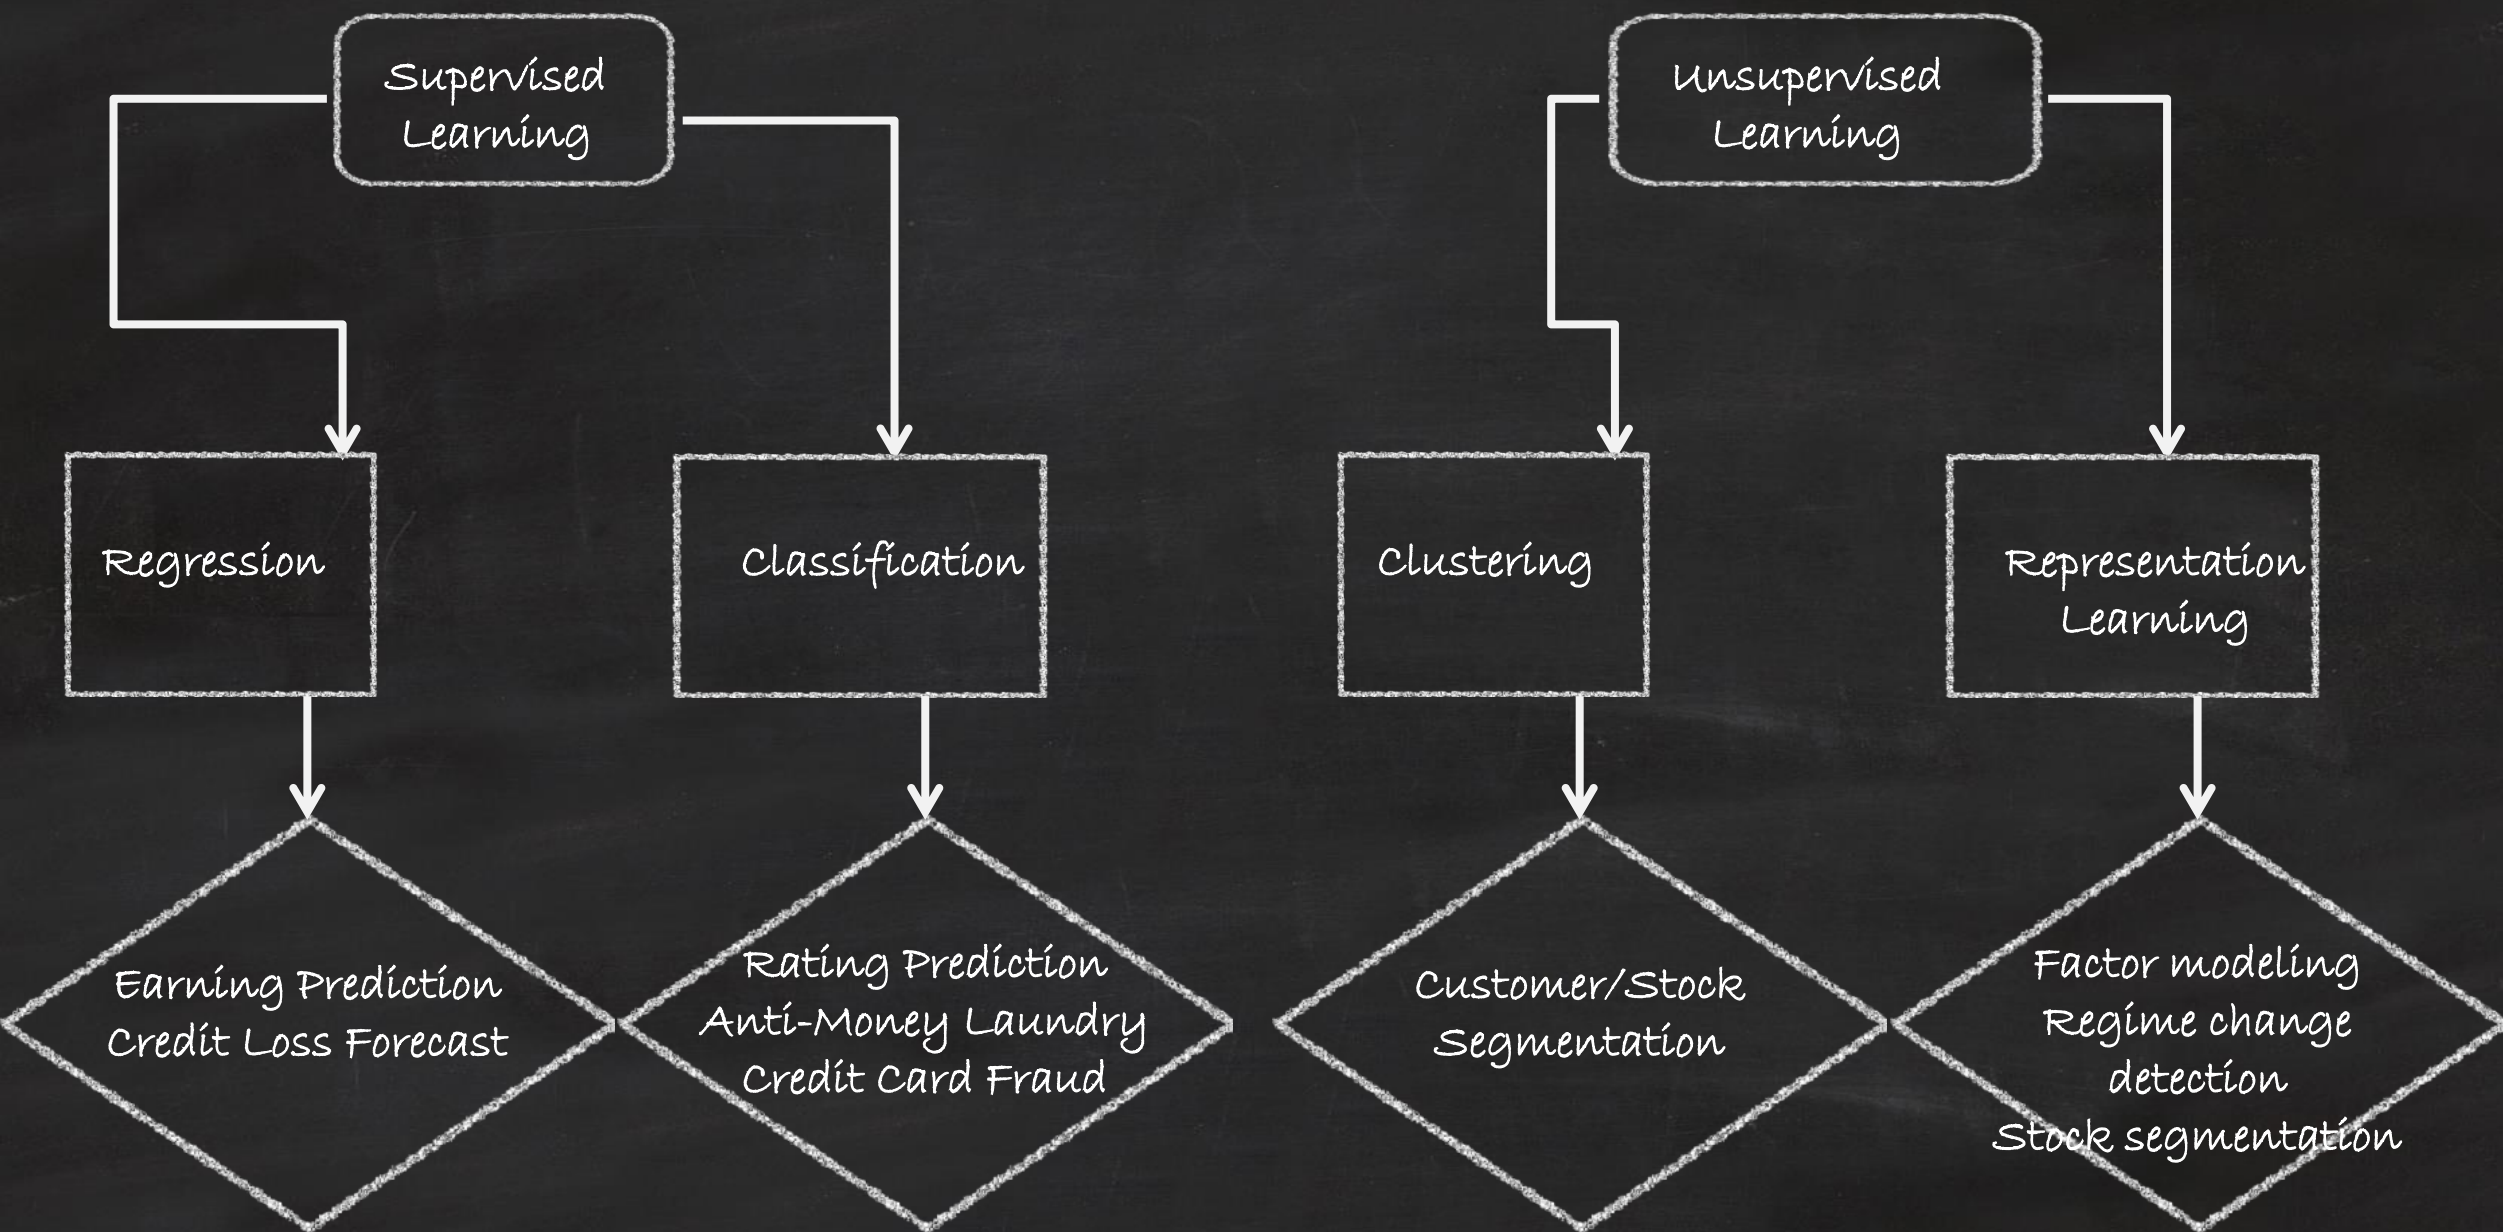 Supervised
Learning
Unsupervised
Learning
Regression
Classification
Clustering
Representation
Learning
Earning Prediction
Credit Loss Forecast
Rating Prediction
Anti-Money Laundry
Credit Card Fraud
Customer/Stock
Segmentation
Factor modeling
Regime change
detection
Stock segmentation